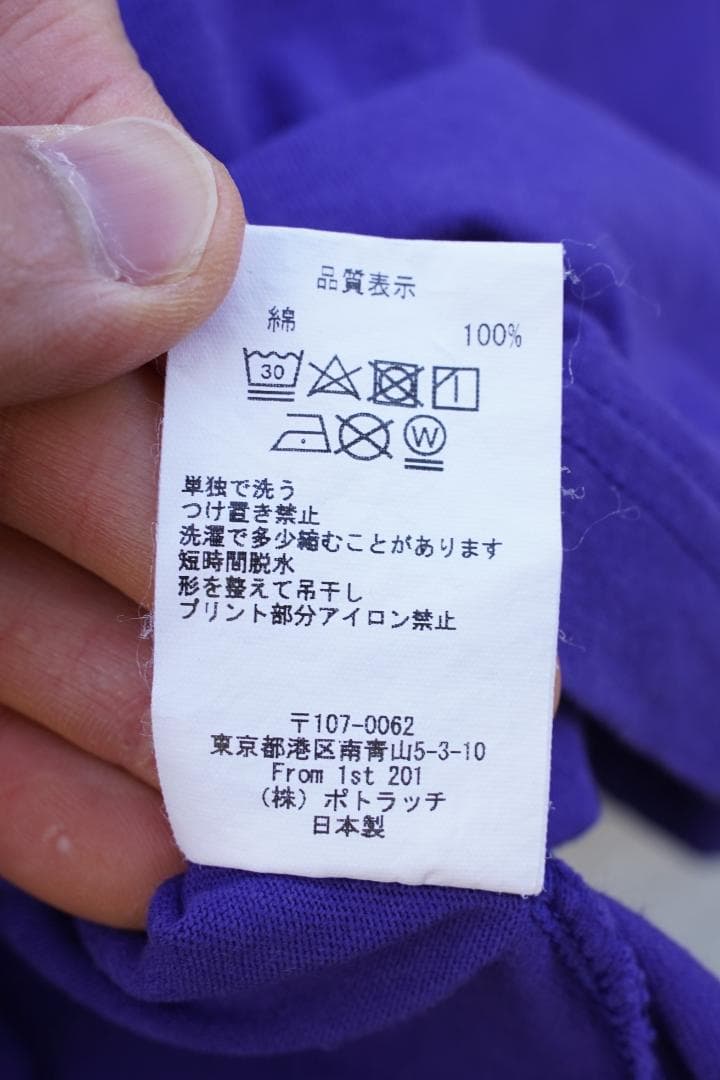 品質表示
綿 100%
30
W
単独で洗う
つけ置き禁止
洗濯で多少縮むことがあります
短時間脱水
形を整えて吊干し
プリント部分アイロン禁止
〒107-0062
東京都港区南青山5-3-10
From 1st 201
（株）ポトラッチ
日本製